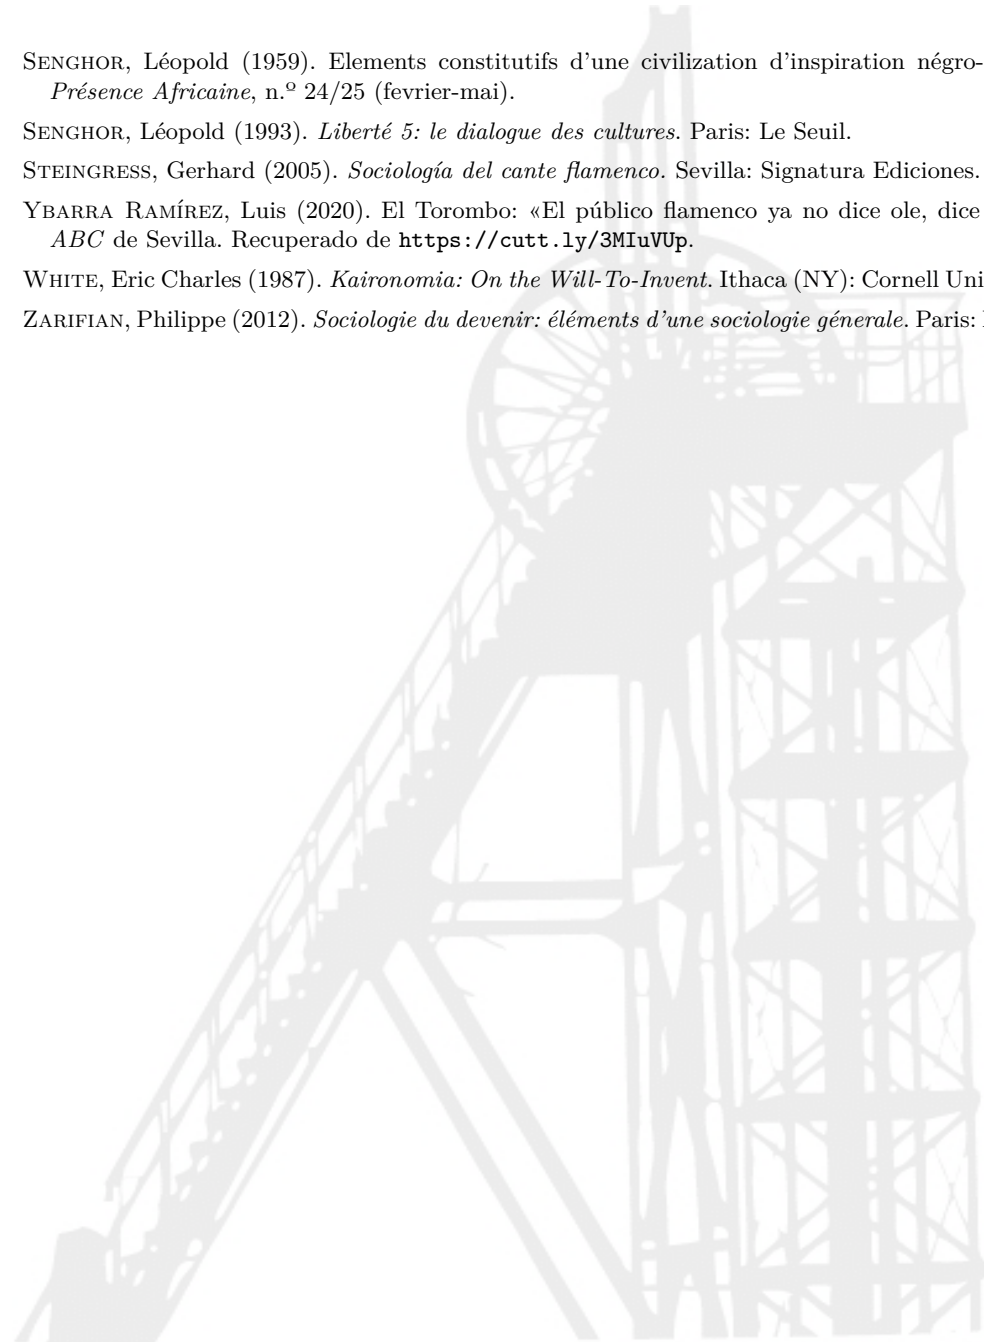 SENGHOR, Léopold (1959). Elements constitutifs d'une civilization d'inspiration négro-
Présence Africaine, n.º 24/25 (fevrier-mai).
SENGHOR, Léopold (1993). Liberté 5: le dialogue des cultures. Paris: Le Seuil.
STEINGRESS, Gerhard (2005). Sociología del cante flamenco. Sevilla: Signatura Ediciones.
YBARRA RAMÍREZ, Luis (2020). El Torombo: «El público flamenco ya no dice ole, dice
ABC de Sevilla. Recuperado de https://cutt.ly/3MIuVUp.
WHITE, Eric Charles (1987). Kaironomia: On the Will-To-Invent. Ithaca (NY): Cornell Uni
ZARIFIAN, Philippe (2012). Sociologie du devenir: éléments d'une sociologie génerale. Paris: